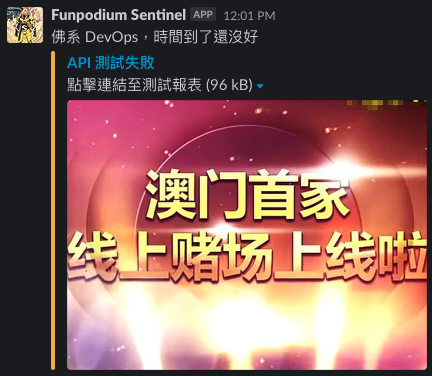 Funpodium Sentinel APP 12:01 PM
佛系 DevOps，時間到了還沒好
API 測試失敗
點擊連結至測試報表 (96 kB)
澳门首家
线上赌场上线啦